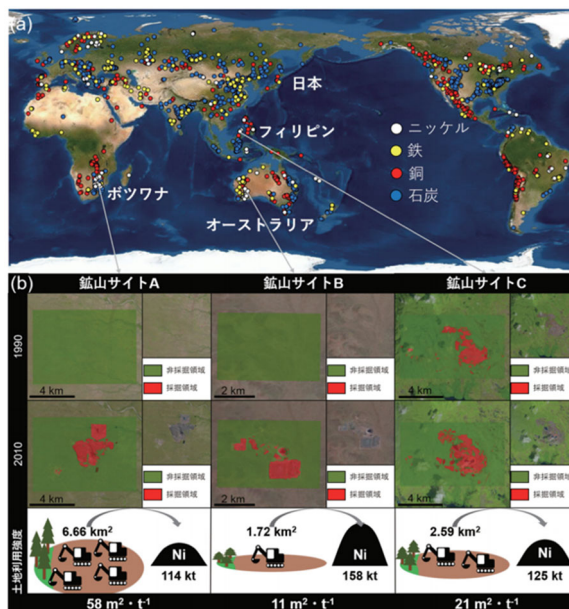 (a)
日本
フィリピン
ボツワナ
オーストラリア
ニッケル
鉄
銅
石炭
(b)
鉱山サイトA 鉱山サイトB 鉱山サイトC
1990
4 km
非採掘領域
採掘領域
2 km
非採掘領域
採掘領域
4 km
非採掘領域
採掘領域
2010
4 km
非採掘領域
採掘領域
2 km
非採掘領域
採掘領域
4 km
非採掘領域
採掘領域
土地利用強度
6.66 km²
Ni
114 kt
1.72 km²
Ni
158 kt
2.59 km²
Ni
125 kt
58 m²・t⁻¹ 11 m²・t⁻¹ 21 m²・t⁻¹